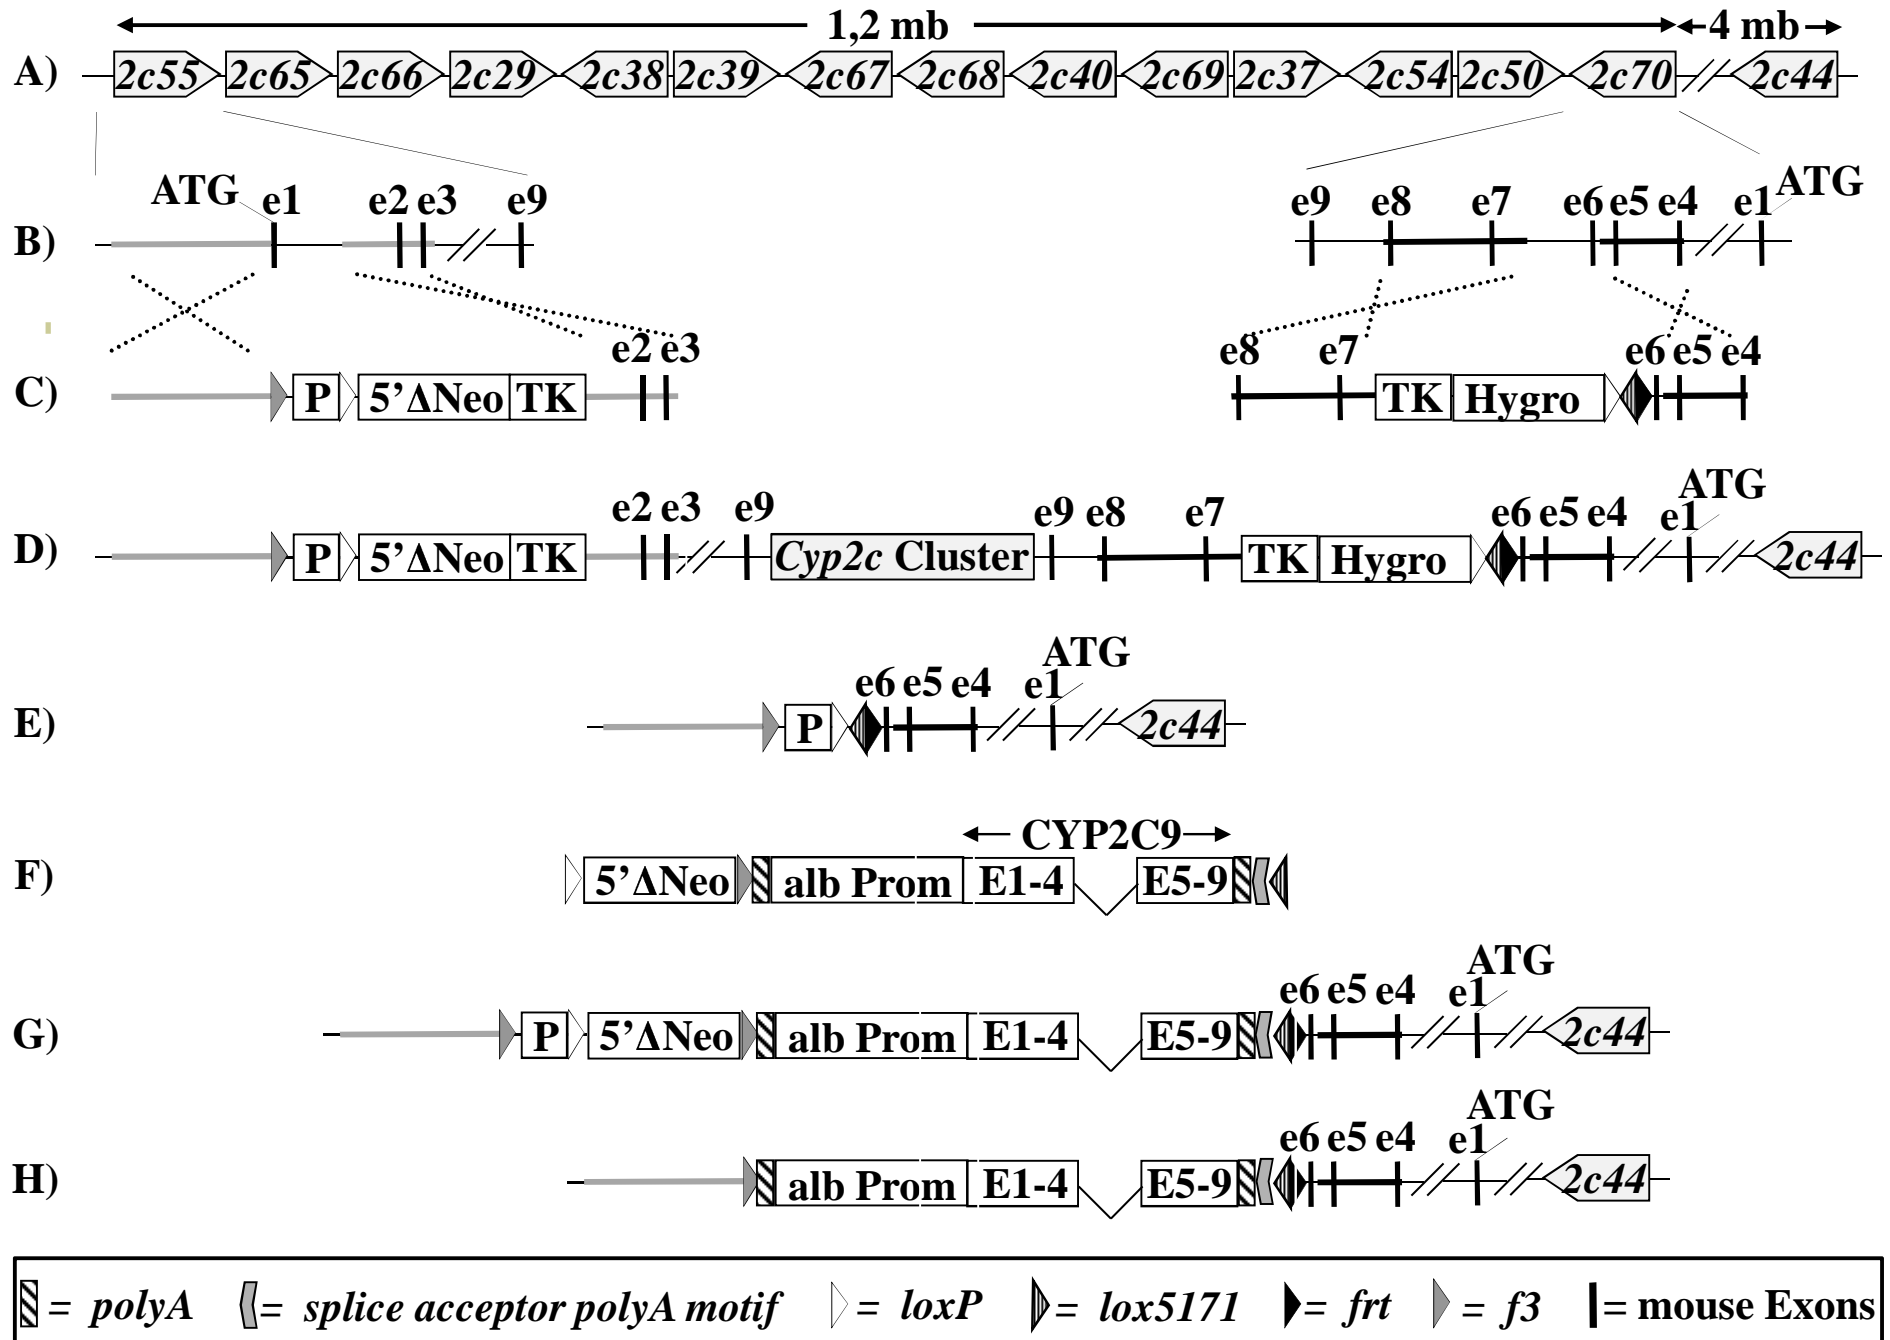 1,2 mb 4 mb
A) 2c55 2c65 2c66 2c29 2c38 2c39 2c67 2c68 2c40 2c69 2c37 2c54 2c50 2c70 2c44
ATG e1 e2 e3 e9 e9 e8 e7 e6 e5 e4 e1 ATG
B)
e2 e3 e8 e7 e6 e5 e4
C) P 5’ΔNeo TK TK Hygro
ATG
e2 e3 e9 e9 e8 e7 e6 e5 e4 e1
D) P 5’ΔNeo TK Cyp2c Cluster TK Hygro 2c44
ATG
e6 e5 e4 e1
E) P 2c44
CYP2C9
F) 5’ΔNeo alb Prom E1-4 E5-9
ATG
e6 e5 e4 e1
G) P 5’ΔNeo alb Prom E1-4 E5-9 2c44
ATG
e6 e5 e4 e1
H) alb Prom E1-4 E5-9 2c44
= polyA = splice acceptor polyA motif = loxP = lox5171 = frt = f3 = mouse Exons